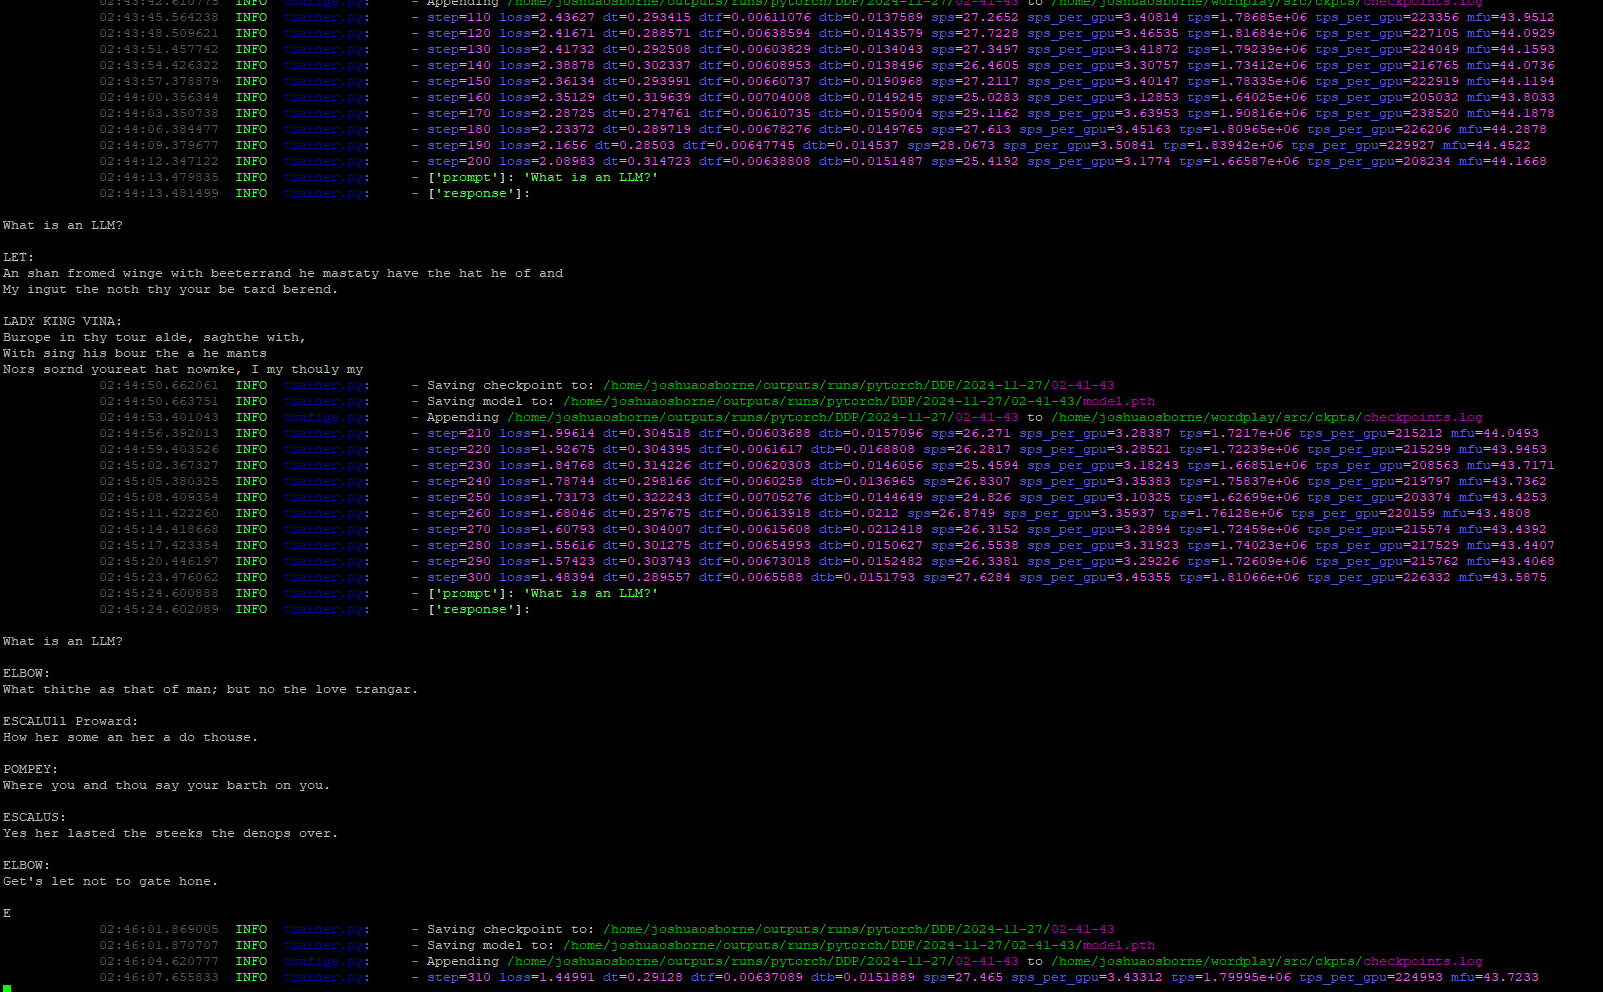 02:43:42.610775 INFO configs.py: - Appending /home/joshuaosborne/outputs/runs/pytorch/DDP/2024-11-27/02-41-43 to /home/joshuaosborne/wordplay/src/ckpts/checkpoints.log
02:43:45.564238 INFO trainer.py: - step=110 loss=2.43627 dt=0.293415 dtf=0.00611076 dtb=0.0137589 sps=27.2652 sps_per_gpu=3.40814 tps=1.78685e+06 tps_per_gpu=223356 mfu=43.9512
02:43:48.509621 INFO trainer.py: - step=120 loss=2.41671 dt=0.288571 dtf=0.00638594 dtb=0.0143579 sps=27.7228 sps_per_gpu=3.46535 tps=1.81684e+06 tps_per_gpu=227105 mfu=44.0929
02:43:51.457742 INFO trainer.py: - step=130 loss=2.41732 dt=0.292508 dtf=0.00603829 dtb=0.0134043 sps=27.3497 sps_per_gpu=3.41872 tps=1.79239e+06 tps_per_gpu=224049 mfu=44.1593
02:43:54.426322 INFO trainer.py: - step=140 loss=2.38878 dt=0.302337 dtf=0.00608953 dtb=0.0138496 sps=26.4605 sps_per_gpu=3.30757 tps=1.73412e+06 tps_per_gpu=216765 mfu=44.0736
02:43:57.378879 INFO trainer.py: - step=150 loss=2.36134 dt=0.293991 dtf=0.00660737 dtb=0.0190968 sps=27.2117 sps_per_gpu=3.40147 tps=1.78335e+06 tps_per_gpu=222919 mfu=44.1194
02:44:00.356344 INFO trainer.py: - step=160 loss=2.35129 dt=0.319639 dtf=0.00704008 dtb=0.0149245 sps=25.0283 sps_per_gpu=3.12853 tps=1.64025e+06 tps_per_gpu=205032 mfu=43.8033
02:44:03.350738 INFO trainer.py: - step=170 loss=2.28725 dt=0.274761 dtf=0.00610735 dtb=0.0159004 sps=29.1162 sps_per_gpu=3.63953 tps=1.90816e+06 tps_per_gpu=238520 mfu=44.1878
02:44:06.384477 INFO trainer.py: - step=180 loss=2.23372 dt=0.289719 dtf=0.00678276 dtb=0.0149765 sps=27.613 sps_per_gpu=3.45163 tps=1.80965e+06 tps_per_gpu=226206 mfu=44.2878
02:44:09.379677 INFO trainer.py: - step=190 loss=2.1656 dt=0.28503 dtf=0.00647745 dtb=0.014537 sps=28.0673 sps_per_gpu=3.50841 tps=1.83942e+06 tps_per_gpu=229927 mfu=44.4522
02:44:12.347122 INFO trainer.py: - step=200 loss=2.08983 dt=0.314723 dtf=0.00638808 dtb=0.0151487 sps=25.4192 sps_per_gpu=3.1774 tps=1.66587e+06 tps_per_gpu=208234 mfu=44.1668
02:44:13.479835 INFO trainer.py: - ['prompt']: 'What is an LLM?'
02:44:13.481499 INFO trainer.py: - ['response']:
What is an LLM?
LET:
An shan fromed winge with beeterrand he mastaty have the hat he of and
My ingut the noth thy your be tard berend.
LADY KING VINA:
Burope in thy tour alde, saghthe with,
With sing his bour the a he mants
Nors sornd youreat hat nownke, I my thouly my
02:44:50.662061 INFO trainer.py: - Saving checkpoint to: /home/joshuaosborne/outputs/runs/pytorch/DDP/2024-11-27/02-41-43
02:44:50.663751 INFO trainer.py: - Saving model to: /home/joshuaosborne/outputs/runs/pytorch/DDP/2024-11-27/02-41-43/model.pth
02:44:53.401043 INFO configs.py: - Appending /home/joshuaosborne/outputs/runs/pytorch/DDP/2024-11-27/02-41-43 to /home/joshuaosborne/wordplay/src/ckpts/checkpoints.log
02:44:56.392013 INFO trainer.py: - step=210 loss=1.99614 dt=0.304518 dtf=0.00603688 dtb=0.0157096 sps=26.271 sps_per_gpu=3.28387 tps=1.7217e+06 tps_per_gpu=215212 mfu=44.0493
02:44:59.403526 INFO trainer.py: - step=220 loss=1.92675 dt=0.304395 dtf=0.0061617 dtb=0.0168808 sps=26.2817 sps_per_gpu=3.28521 tps=1.72239e+06 tps_per_gpu=215299 mfu=43.9453
02:45:02.367327 INFO trainer.py: - step=230 loss=1.84768 dt=0.314226 dtf=0.00620303 dtb=0.0146056 sps=25.4594 sps_per_gpu=3.18243 tps=1.66851e+06 tps_per_gpu=208563 mfu=43.7171
02:45:05.380325 INFO trainer.py: - step=240 loss=1.78744 dt=0.298166 dtf=0.0060258 dtb=0.0136965 sps=26.8307 sps_per_gpu=3.35383 tps=1.75837e+06 tps_per_gpu=219797 mfu=43.7362
02:45:08.409354 INFO trainer.py: - step=250 loss=1.73173 dt=0.322243 dtf=0.00705276 dtb=0.0144649 sps=24.826 sps_per_gpu=3.10325 tps=1.62699e+06 tps_per_gpu=203374 mfu=43.4253
02:45:11.422260 INFO trainer.py: - step=260 loss=1.68046 dt=0.297675 dtf=0.00613918 dtb=0.0212 sps=26.8749 sps_per_gpu=3.35937 tps=1.76128e+06 tps_per_gpu=220159 mfu=43.4808
02:45:14.418668 INFO trainer.py: - step=270 loss=1.60793 dt=0.304007 dtf=0.00615608 dtb=0.0212418 sps=26.3152 sps_per_gpu=3.2894 tps=1.72459e+06 tps_per_gpu=215574 mfu=43.4392
02:45:17.423354 INFO trainer.py: - step=280 loss=1.55616 dt=0.301275 dtf=0.00654993 dtb=0.0150627 sps=26.5538 sps_per_gpu=3.31923 tps=1.74023e+06 tps_per_gpu=217529 mfu=43.4407
02:45:20.446197 INFO trainer.py: - step=290 loss=1.57423 dt=0.303743 dtf=0.00673018 dtb=0.0152482 sps=26.3381 sps_per_gpu=3.29226 tps=1.72609e+06 tps_per_gpu=215762 mfu=43.4068
02:45:23.476062 INFO trainer.py: - step=300 loss=1.48394 dt=0.289557 dtf=0.0065588 dtb=0.0151793 sps=27.6284 sps_per_gpu=3.45355 tps=1.81066e+06 tps_per_gpu=226332 mfu=43.5875
02:45:24.600888 INFO trainer.py: - ['prompt']: 'What is an LLM?'
02:45:24.602089 INFO trainer.py: - ['response']:
What is an LLM?
ELBOW:
What thithe as that of man; but no the love trangar.
ESCALUll Proward:
How her some an her a do thouse.
POMPEY:
Where you and thou say your barth on you.
ESCALUS:
Yes her lasted the steeks the denops over.
ELBOW:
Get's let not to gate hone.
E
02:46:01.869005 INFO trainer.py: - Saving checkpoint to: /home/joshuaosborne/outputs/runs/pytorch/DDP/2024-11-27/02-41-43
02:46:01.870707 INFO trainer.py: - Saving model to: /home/joshuaosborne/outputs/runs/pytorch/DDP/2024-11-27/02-41-43/model.pth
02:46:04.620777 INFO configs.py: - Appending /home/joshuaosborne/outputs/runs/pytorch/DDP/2024-11-27/02-41-43 to /home/joshuaosborne/wordplay/src/ckpts/checkpoints.log
02:46:07.655833 INFO trainer.py: - step=310 loss=1.44991 dt=0.29128 dtf=0.00637089 dtb=0.0151889 sps=27.465 sps_per_gpu=3.43312 tps=1.79995e+06 tps_per_gpu=224993 mfu=43.7233